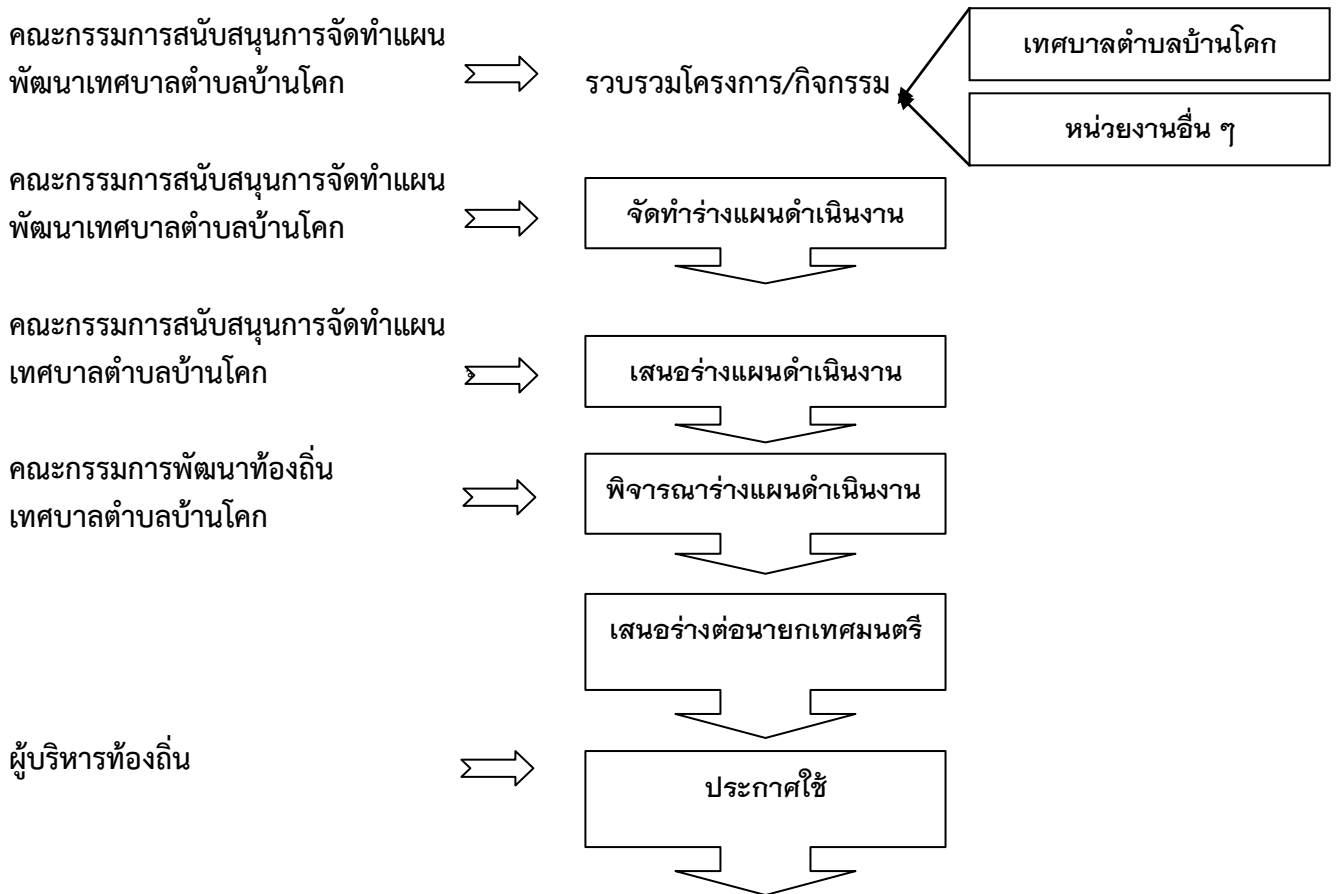 คณะกรรมการสนับสนุนการจัดทำแผน
พัฒนาเทศบาลตำบลบ้านโคก
รวบรวมโครงการ/กิจกรรม
เทศบาลตำบลบ้านโคก
หน่วยงานอื่น ๆ
คณะกรรมการสนับสนุนการจัดทำแผน
พัฒนาเทศบาลตำบลบ้านโคก
จัดทำร่างแผนดำเนินงาน
คณะกรรมการสนับสนุนการจัดทำแผน
เทศบาลตำบลบ้านโคก
เสนอร่างแผนดำเนินงาน
คณะกรรมการพัฒนาท้องถิ่น
เทศบาลตำบลบ้านโคก
พิจารณาร่างแผนดำเนินงาน
เสนอร่างต่อนายกเทศมนตรี
ผู้บริหารท้องถิ่น
ประกาศใช้